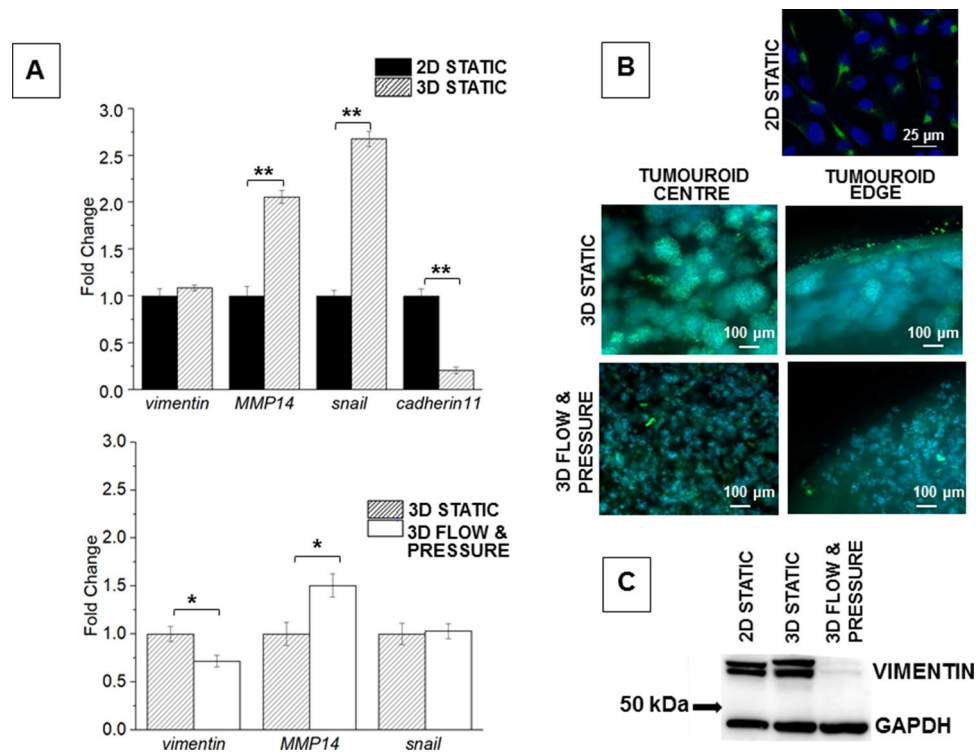 A
2D STATIC
3D STATIC
3.0
2.5
2.0
1.5
1.0
0.5
0.0
Fold Change
**
**
**
vimentin MMP14 snail cadherin11
3D STATIC
3D FLOW &
PRESSURE
3.0
2.5
2.0
1.5
1.0
0.5
0.0
Fold Change
*
*
vimentin MMP14 snail
B
2D STATIC
25 µm
TUMOUROID
CENTRE
TUMOUROID
EDGE
3D STATIC
100 µm
100 µm
3D FLOW &
PRESSURE
100 µm
100 µm
C
2D STATIC
3D STATIC
3D FLOW &
PRESSURE
VIMENTIN
50 kDa
GAPDH